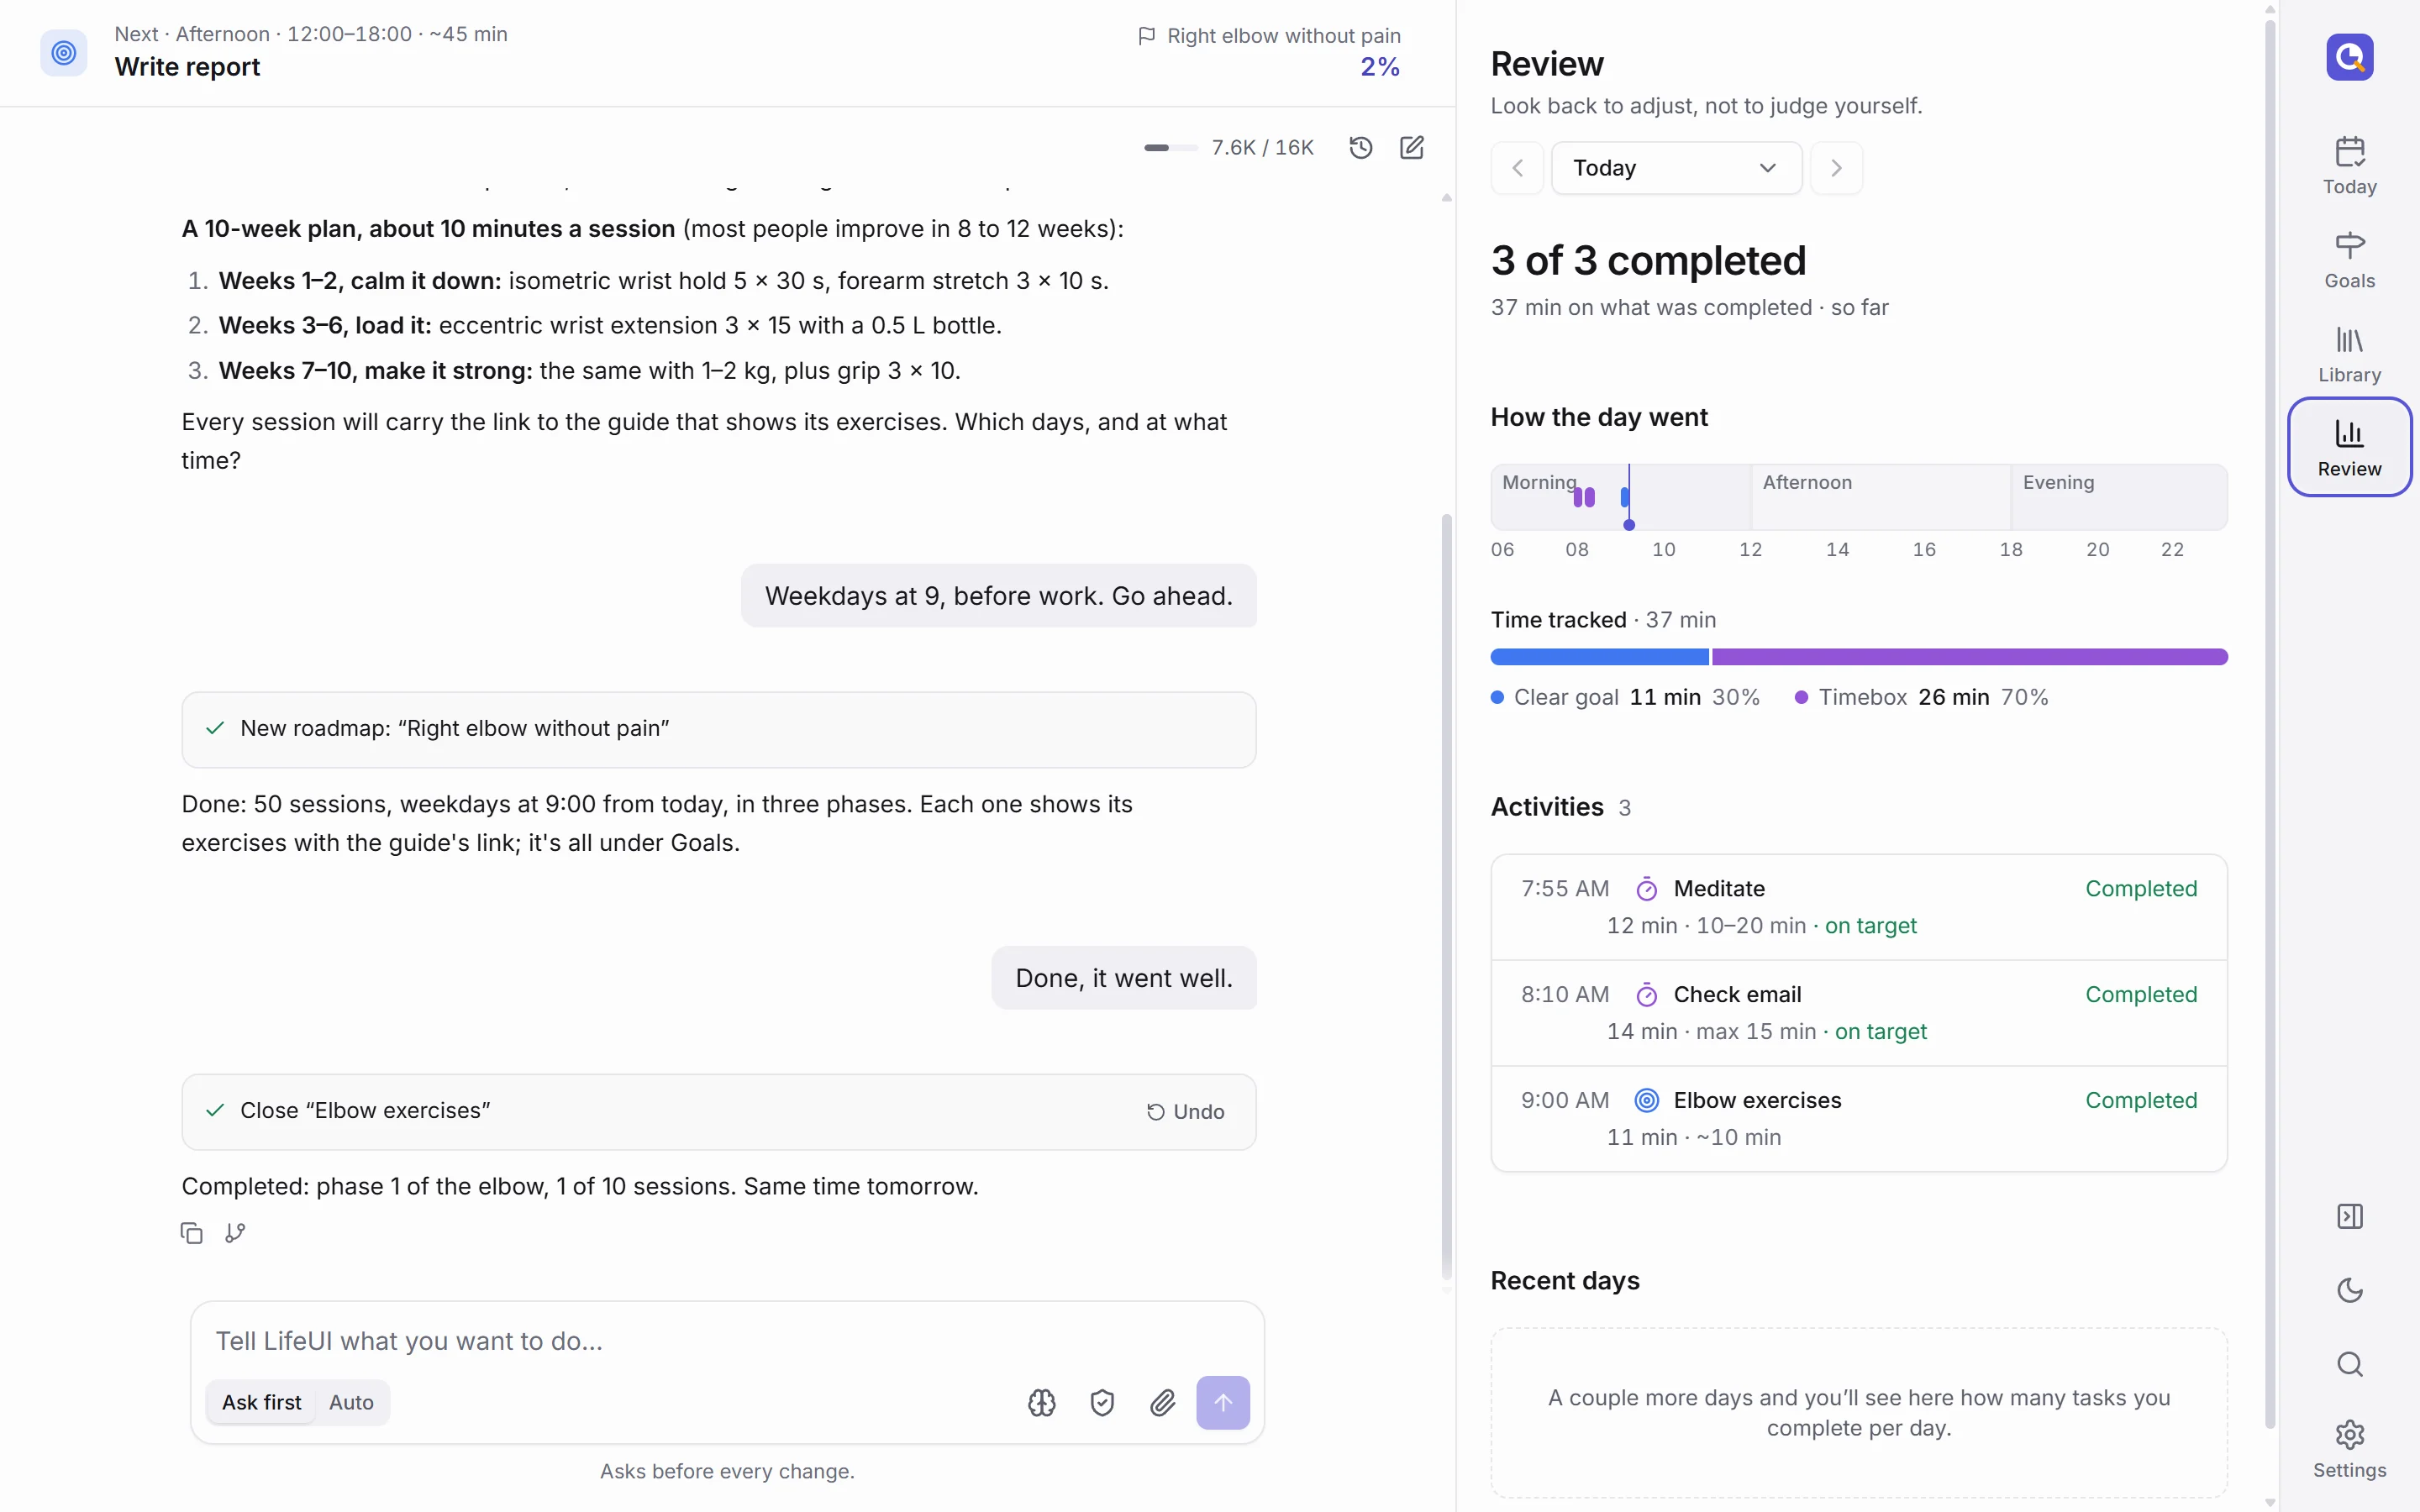 Next · Afternoon · 12:00–18:00 · ~45 min
Write report
Right elbow without pain
2%
7.6K / 16K
A 10-week plan, about 10 minutes a session (most people improve in 8 to 12 weeks):
1. Weeks 1–2, calm it down: isometric wrist hold 5 × 30 s, forearm stretch 3 × 10 s.
2. Weeks 3–6, load it: eccentric wrist extension 3 × 15 with a 0.5 L bottle.
3. Weeks 7–10, make it strong: the same with 1–2 kg, plus grip 3 × 10.
Every session will carry the link to the guide that shows its exercises. Which days, and at what
time?
Weekdays at 9, before work. Go ahead.
New roadmap: “Right elbow without pain”
Done: 50 sessions, weekdays at 9:00 from today, in three phases. Each one shows its
exercises with the guide's link; it's all under Goals.
Done, it went well.
Close “Elbow exercises”
Undo
Completed: phase 1 of the elbow, 1 of 10 sessions. Same time tomorrow.
Tell LifeUI what you want to do...
Ask first
Auto
Asks before every change.
Review
Look back to adjust, not to judge yourself.
Today
3 of 3 completed
37 min on what was completed · so far
How the day went
Morning
Afternoon
Evening
06 08 10 12 14 16 18 20 22
Time tracked · 37 min
Clear goal 11 min 30%
Timebox 26 min 70%
Activities 3
7:55 AM Meditate Completed
12 min · 10–20 min · on target
8:10 AM Check email Completed
14 min · max 15 min · on target
9:00 AM Elbow exercises Completed
11 min · ~10 min
Recent days
A couple more days and you’ll see here how many tasks you
complete per day.
Today
Goals
Library
Review
Settings